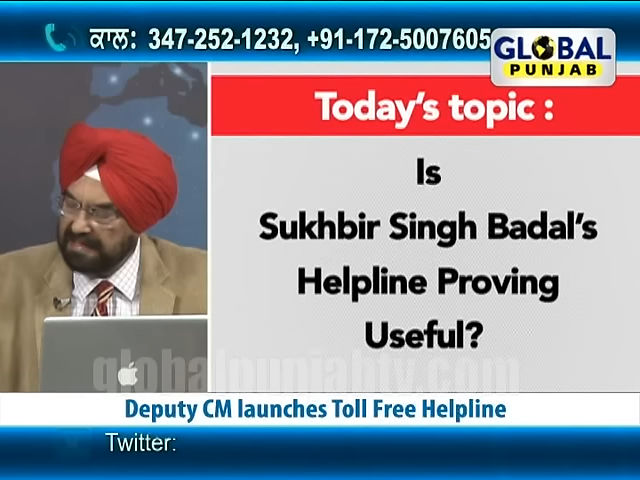 ਕਾਲ: 347-252-1232, +91-172-5007605
GLOBAL
PUNJAB
Today's topic :
Is
Sukhbir Singh Badal's
Helpline Proving
Useful?
globalpunjabtv.com
Deputy CM launches Toll Free Helpline
Twitter: